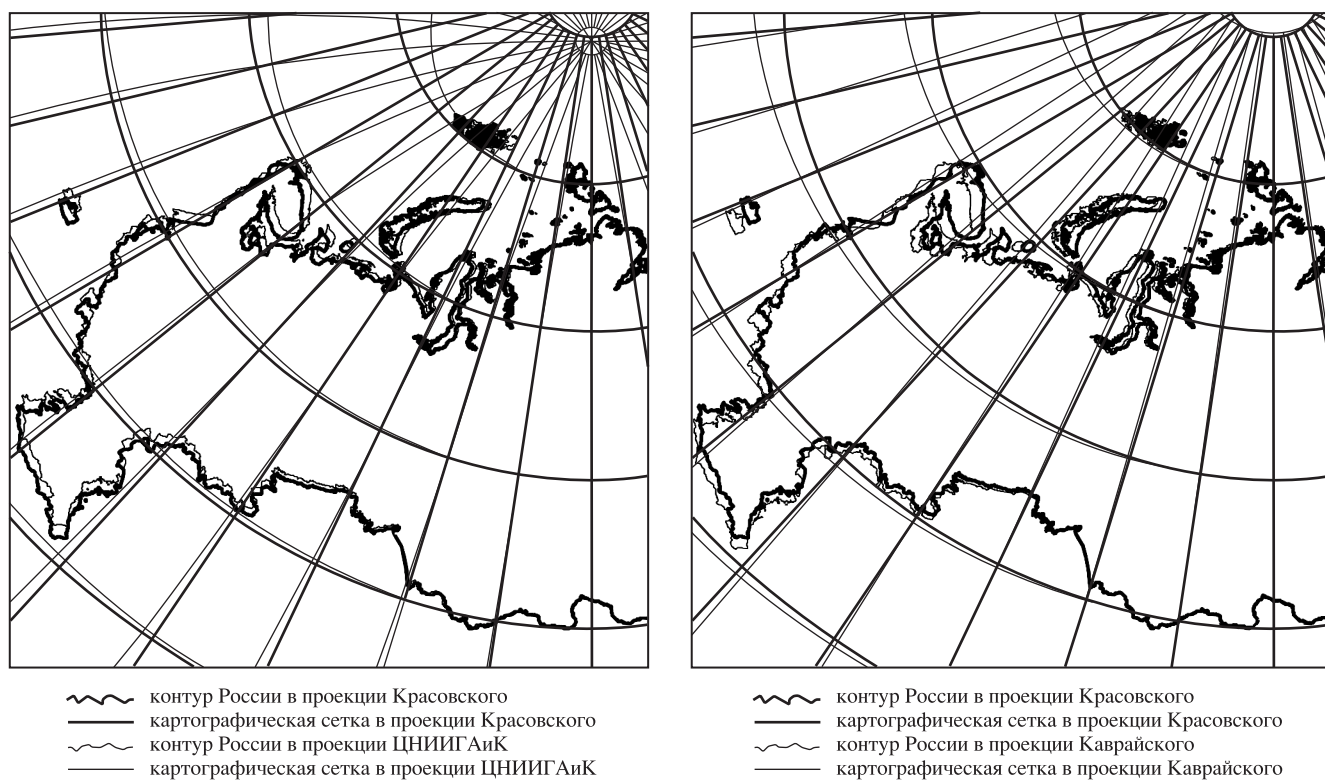 контур России в проекции Красовского
картографическая сетка в проекции Красовского
контур России в проекции ЦНИИГАиК
картографическая сетка в проекции ЦНИИГАиК
контур России в проекции Красовского
картографическая сетка в проекции Красовского
контур России в проекции Каврайского
картографическая сетка в проекции Каврайского